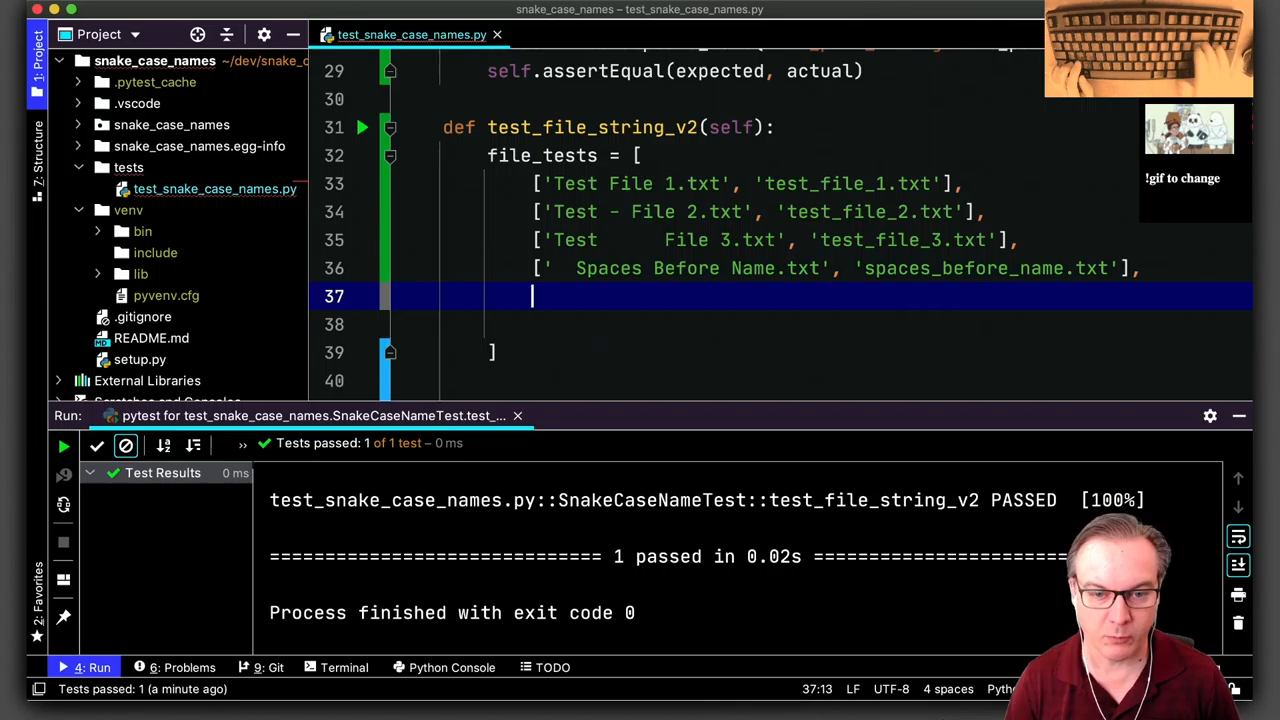 snake_case_names – test_snake_case_names.py
Project
test_snake_case_names.py
1: Project
7: Structure
2: Favorites
snake_case_names ~/dev/snake_c
.pytest_cache
.vscode
snake_case_names
snake_case_names.egg-info
tests
test_snake_case_names.py
venv
bin
include
lib
pyvenv.cfg
.gitignore
README.md
setup.py
External Libraries
29 self.assertEqual(expected, actual)
30
31 def test_file_string_v2(self):
32 file_tests = [
33 ['Test File 1.txt', 'test_file_1.txt'],
34 ['Test - File 2.txt', 'test_file_2.txt'],
35 ['Test      File 3.txt', 'test_file_3.txt'],
36 ['  Spaces Before Name.txt', 'spaces_before_name.txt'],
37
38
39 ]
40
!gif to change
Run: pytest for test_snake_case_names.SnakeCaseNameTest.test_...
» Tests passed: 1 of 1 test – 0 ms
Test Results 0 ms
test_snake_case_names.py::SnakeCaseNameTest::test_file_string_v2 PASSED [100%]
============================ 1 passed in 0.02s =======================
Process finished with exit code 0
4: Run 6: Problems 9: Git Terminal Python Console TODO
Tests passed: 1 (a minute ago) 37:13 LF UTF-8 4 spaces